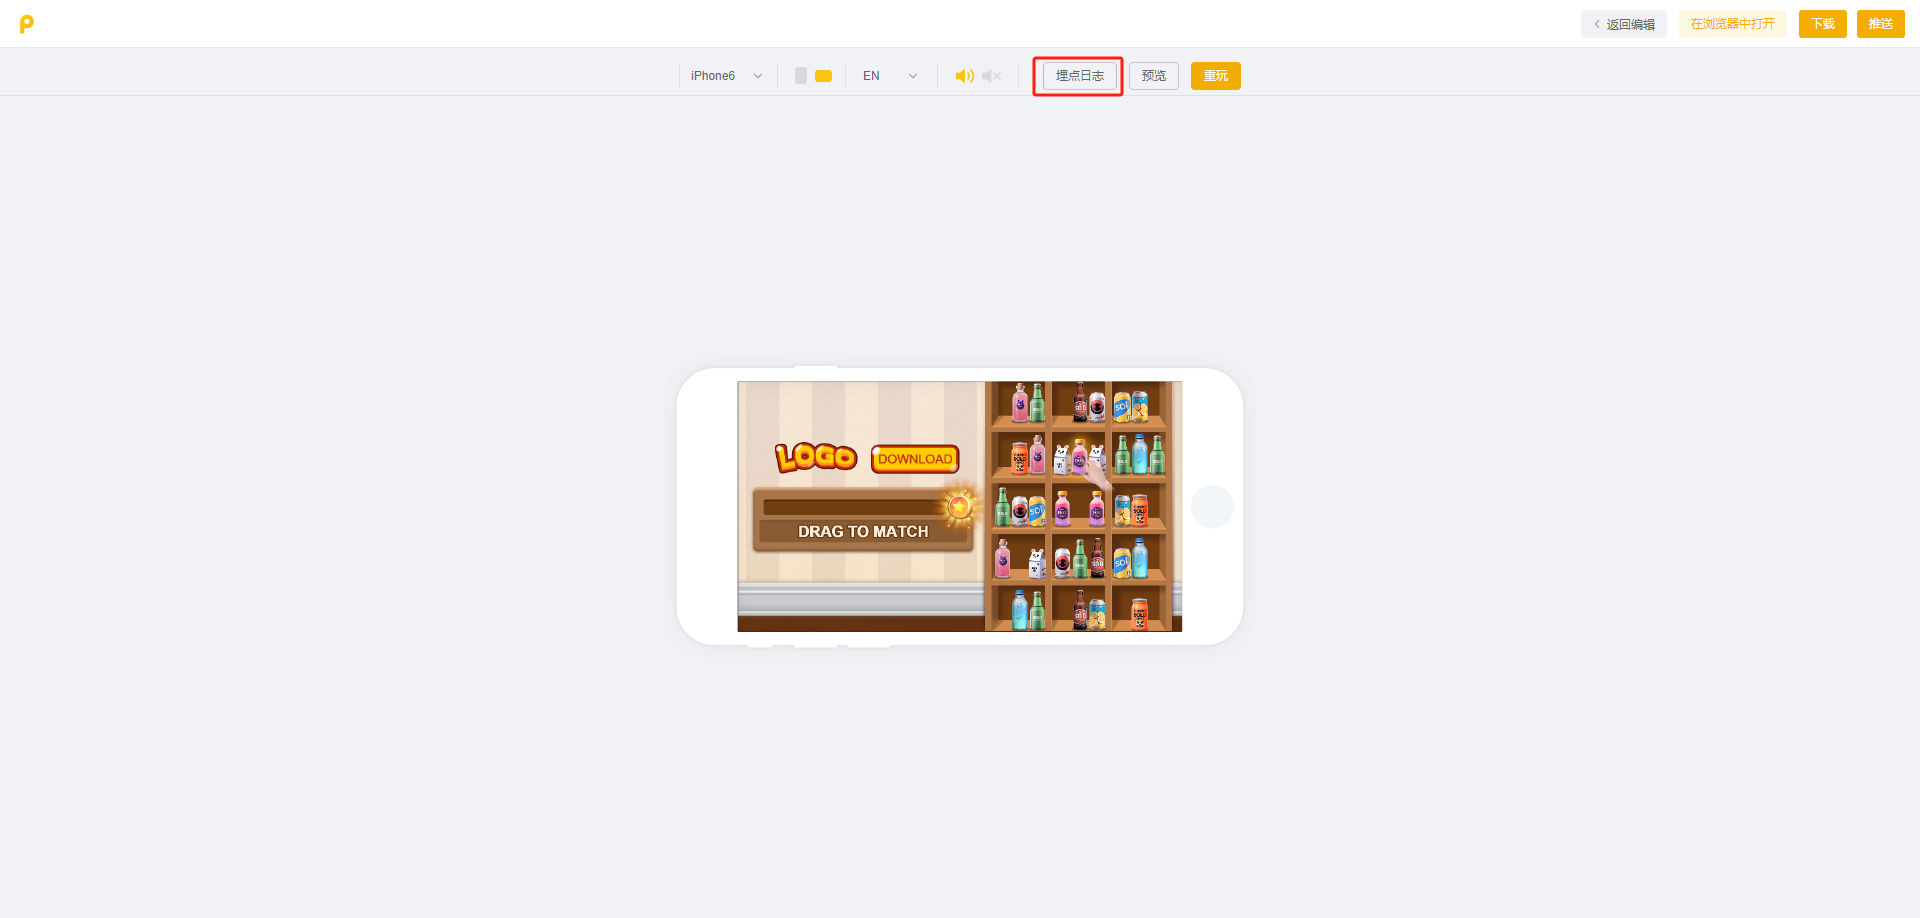 返回编辑
在浏览器中打开
下载
推送
iPhone6
EN
埋点日志
预览
重玩
LOGO
DOWNLOAD
DRAG TO MATCH